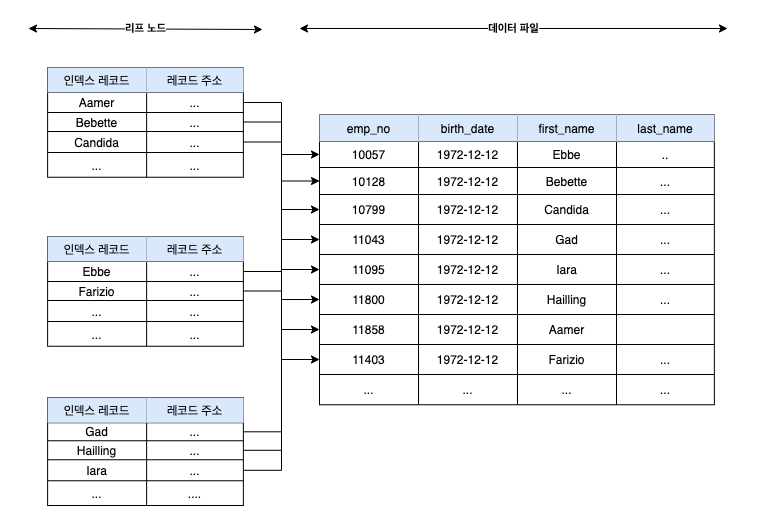 리프 노드
데이터 파일
인덱스 레코드 레코드 주소
Aamer ...
Bebette ...
Candida ...
... ...
인덱스 레코드 레코드 주소
Ebbe ...
Farizio ...
... ...
... ...
인덱스 레코드 레코드 주소
Gad ...
Hailling ...
Iara ...
... ....
emp_no birth_date first_name last_name
10057 1972-12-12 Ebbe ..
10128 1972-12-12 Bebette ...
10799 1972-12-12 Candida ...
11043 1972-12-12 Gad ...
11095 1972-12-12 Iara ...
11800 1972-12-12 Hailling ...
11858 1972-12-12 Aamer
11403 1972-12-12 Farizio ...
... ... ... ...